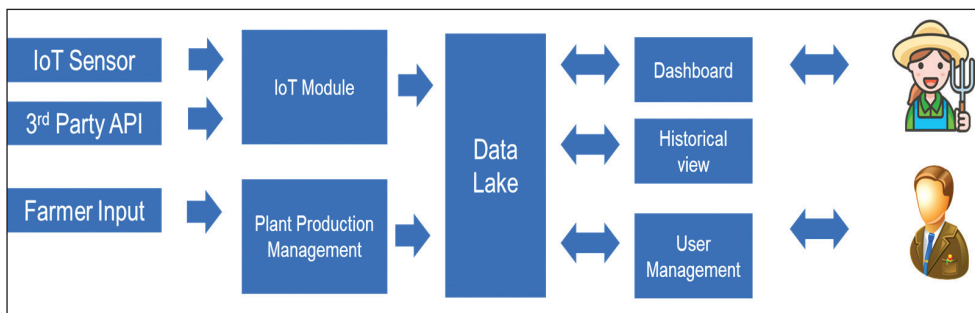 IoT Sensor
3rd Party API
Farmer Input
IoT Module
Plant Production
Management
Data
Lake
Dashboard
Historical
view
User
Management